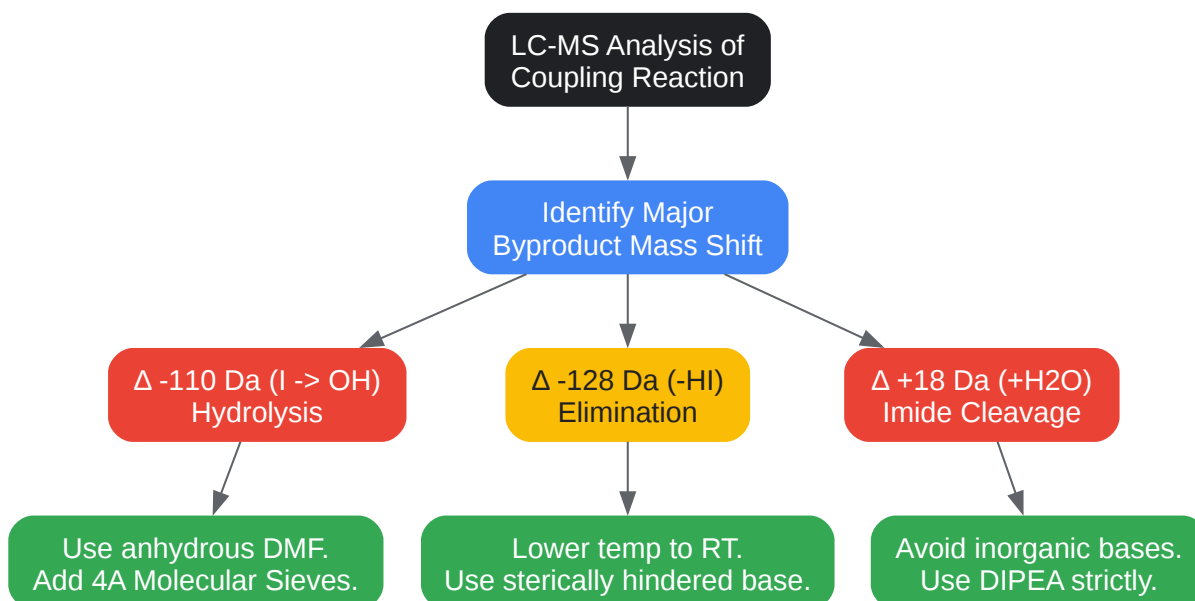 LC-MS Analysis of
Coupling Reaction
Identify Major
Byproduct Mass Shift
Δ -110 Da (I -> OH)
Hydrolysis
Δ -128 Da (-HI)
Elimination
Δ +18 Da (+H2O)
Imide Cleavage
Use anhydrous DMF.
Add 4A Molecular Sieves.
Lower temp to RT.
Use sterically hindered base.
Avoid inorganic bases.
Use DIPEA strictly.